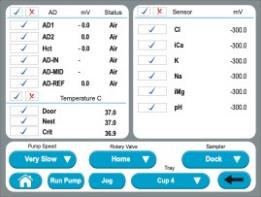 AD mV Status
AD1 - 0.0 Air
AD2 0.0 Air
Hct - 0.0 Air
AD-IN - Air
AD-MID - Air
AD-REF 0.0 Air
Temperature C
Door 37.0
Nest 37.0
Crit 36.9
Sensor mV
Cl -300.0
iCa -300.0
K -300.0
Na -300.0
iMg -300.0
pH -300.0
Pump Speed Rotary Valve Sampler
Very Slow Home Dock
Tray
Run Pump Jog Cup 4